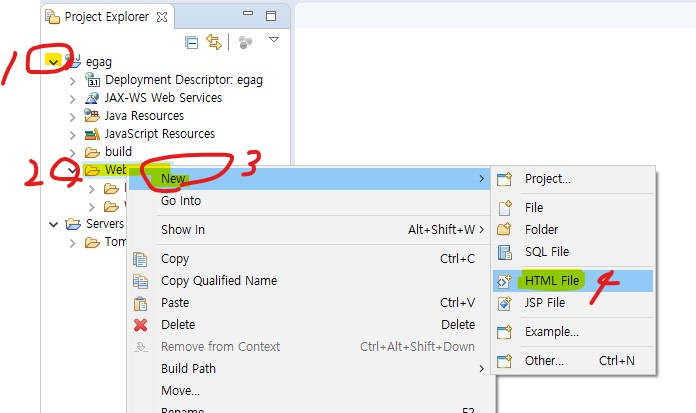 Project Explorer
1
egag
Deployment Descriptor: egag
JAX-WS Web Services
Java Resources
JavaScript Resources
build
2
Web
3
Servers
Tom
New
Go Into
Show In Alt+Shift+W
Copy Ctrl+C
Copy Qualified Name
Paste Ctrl+V
Delete Delete
Remove from Context Ctrl+Alt+Shift+Down
Build Path
Move...
Rename F2
Project...
File
Folder
SQL File
HTML File 4
JSP File
Example...
Other... Ctrl+N